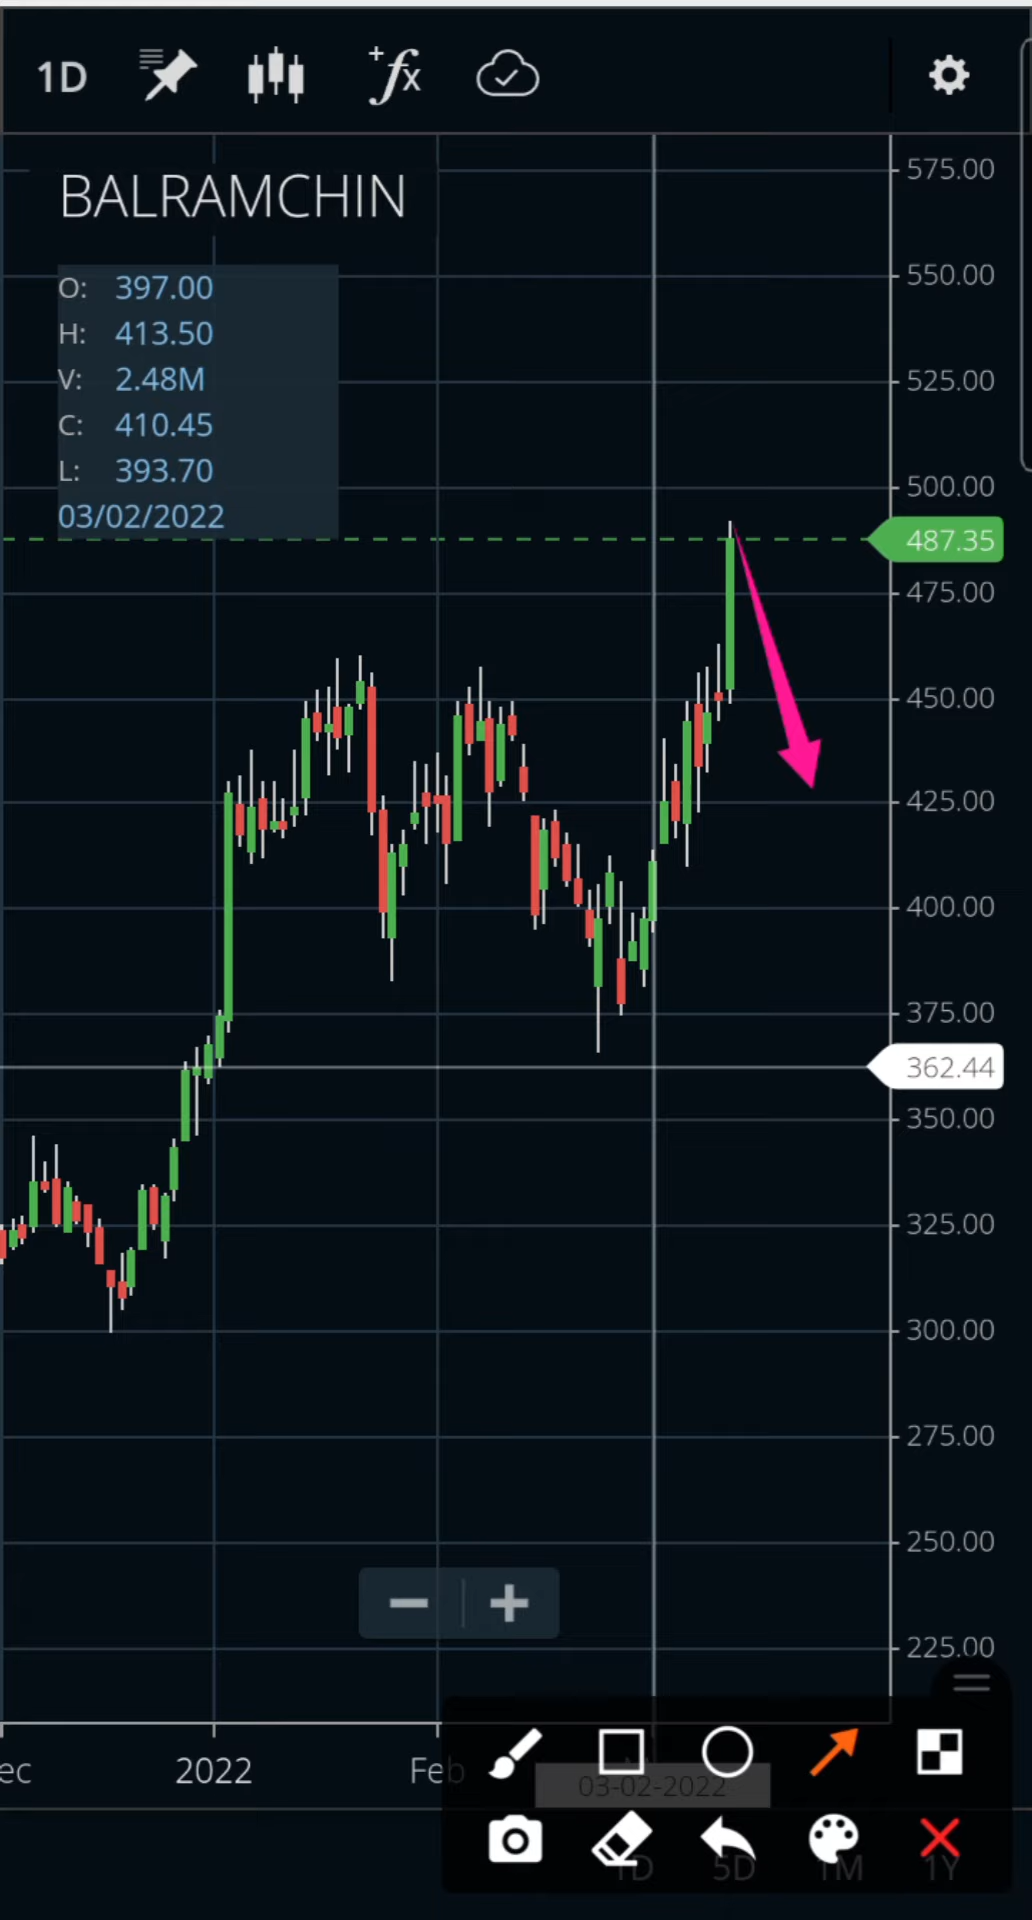 1D
+fx
BALRAMCHIN
O: 397.00
H: 413.50
V: 2.48M
C: 410.45
L: 393.70
03/02/2022
575.00
550.00
525.00
500.00
487.35
475.00
450.00
425.00
400.00
375.00
362.44
350.00
325.00
300.00
275.00
250.00
225.00
ec 2022 Feb
03-02-2022
1D 5D 1M 1Y